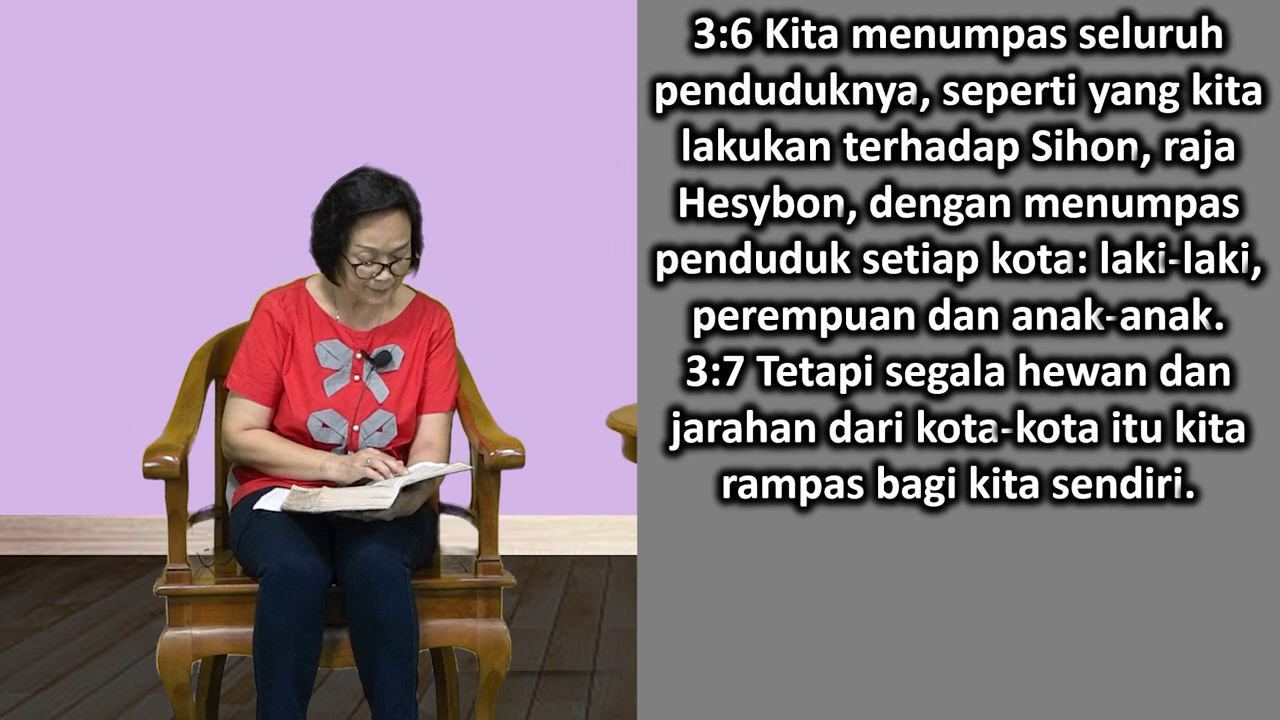 3:6 Kita menumpas seluruh
penduduknya, seperti yang kita
lakukan terhadap Sihon, raja
Hesybon, dengan menumpas
penduduk setiap kota: laki-laki,
perempuan dan anak-anak.
3:7 Tetapi segala hewan dan
jarahan dari kota-kota itu kita
rampas bagi kita sendiri.